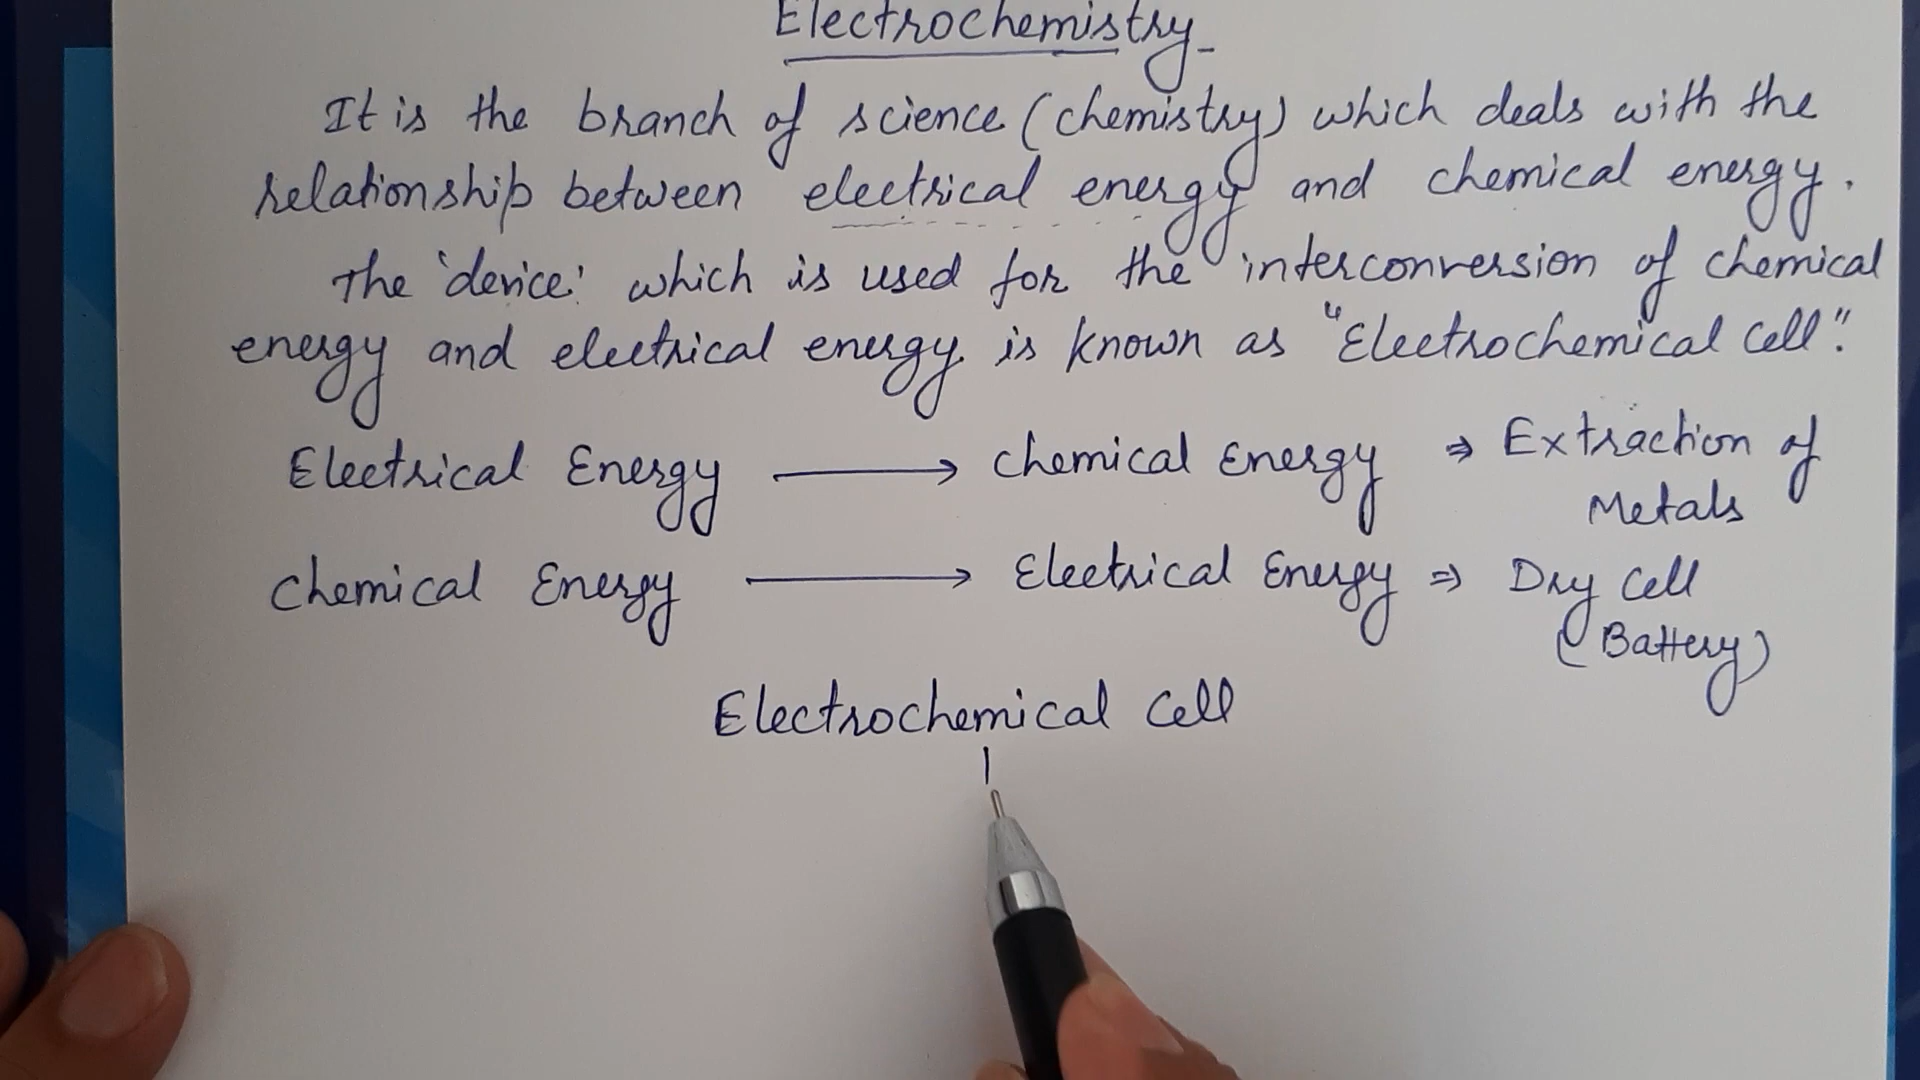 Electrochemistry
It is the branch of science (chemistry) which deals with the
relationship between electrical energy and chemical energy.
The 'device' which is used for the interconversion of chemical
energy and electrical energy is known as "Electrochemical Cell".
Electrical Energy → Chemical Energy ⇒ Extraction of
Metals
Chemical Energy → Electrical Energy ⇒ Dry Cell
(Battery)
Electrochemical Cell